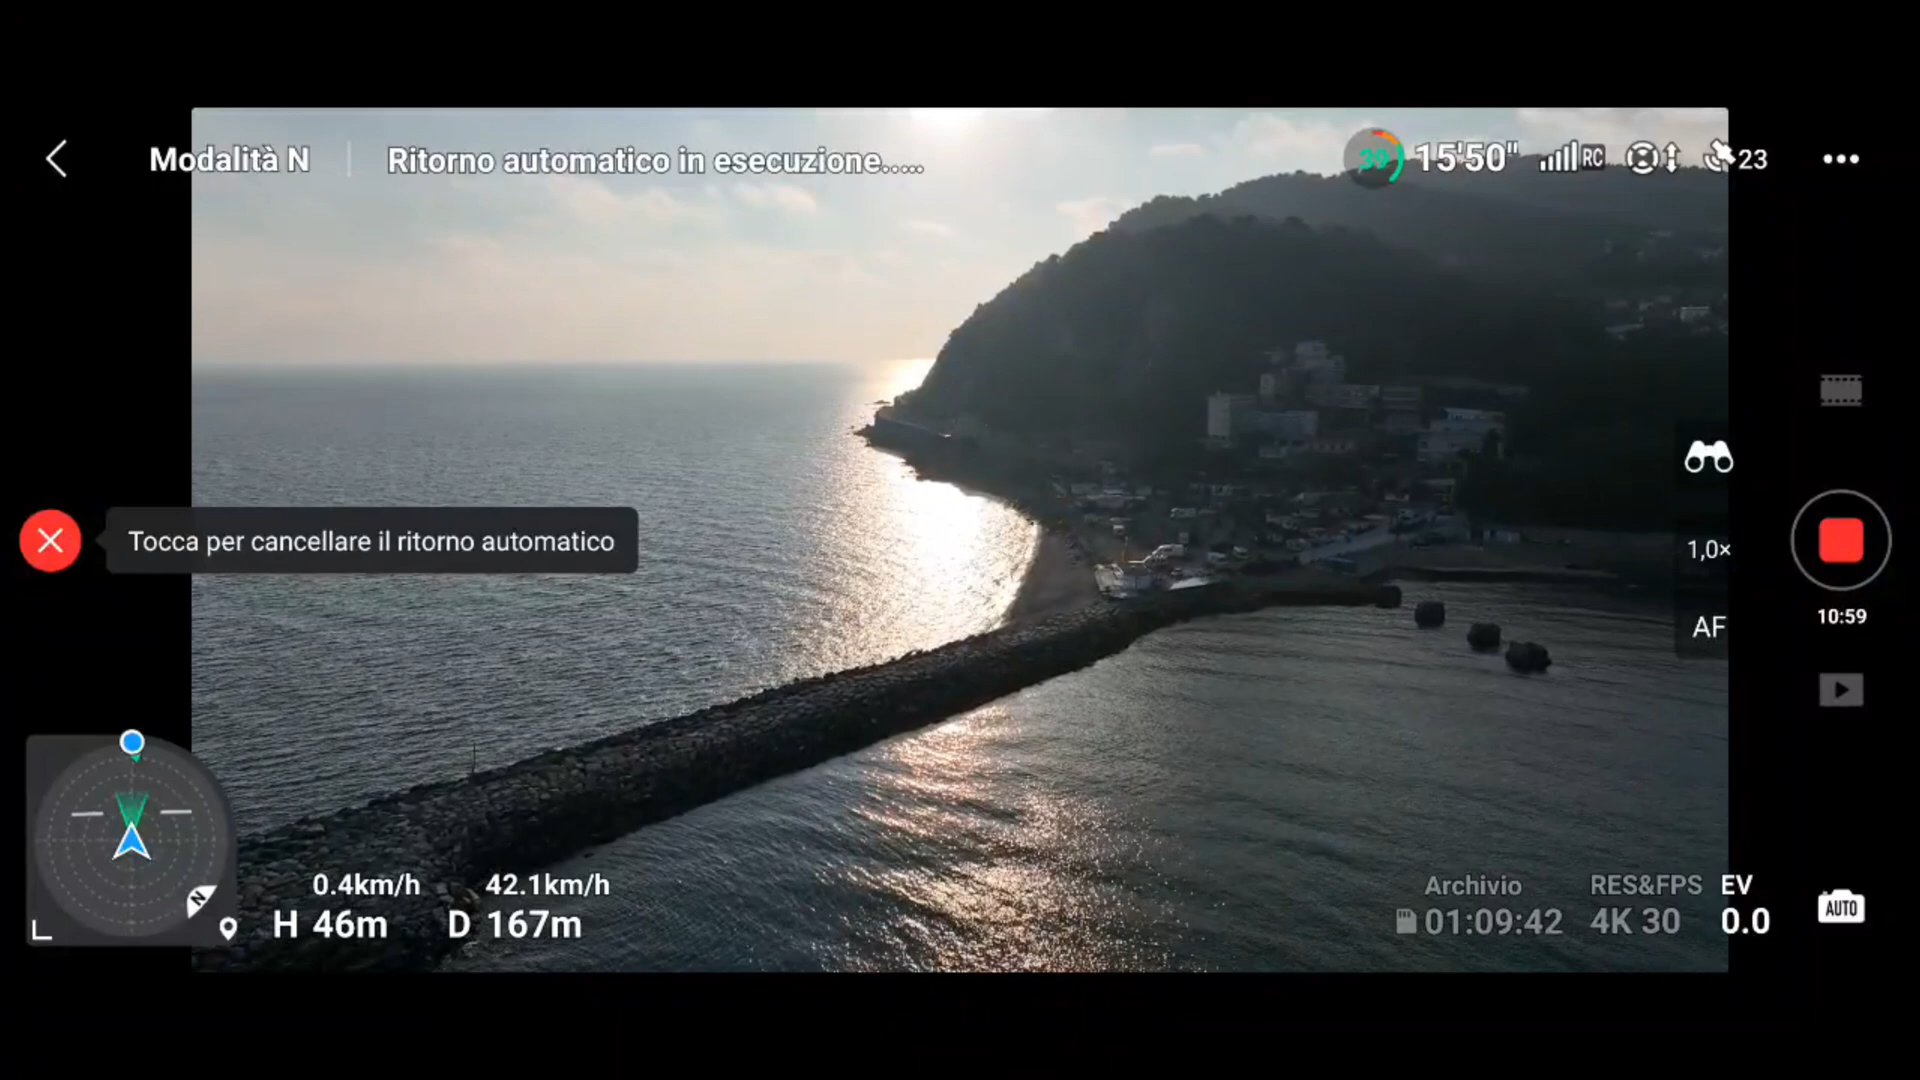 Modalità N
Ritorno automatico in esecuzione.....
39
15'50"
RC
23
Tocca per cancellare il ritorno automatico
1,0×
AF
10:59
N
0.4km/h
42.1km/h
H 46m
D 167m
Archivio
01:09:42
RES&FPS
4K 30
EV
0.0
AUTO